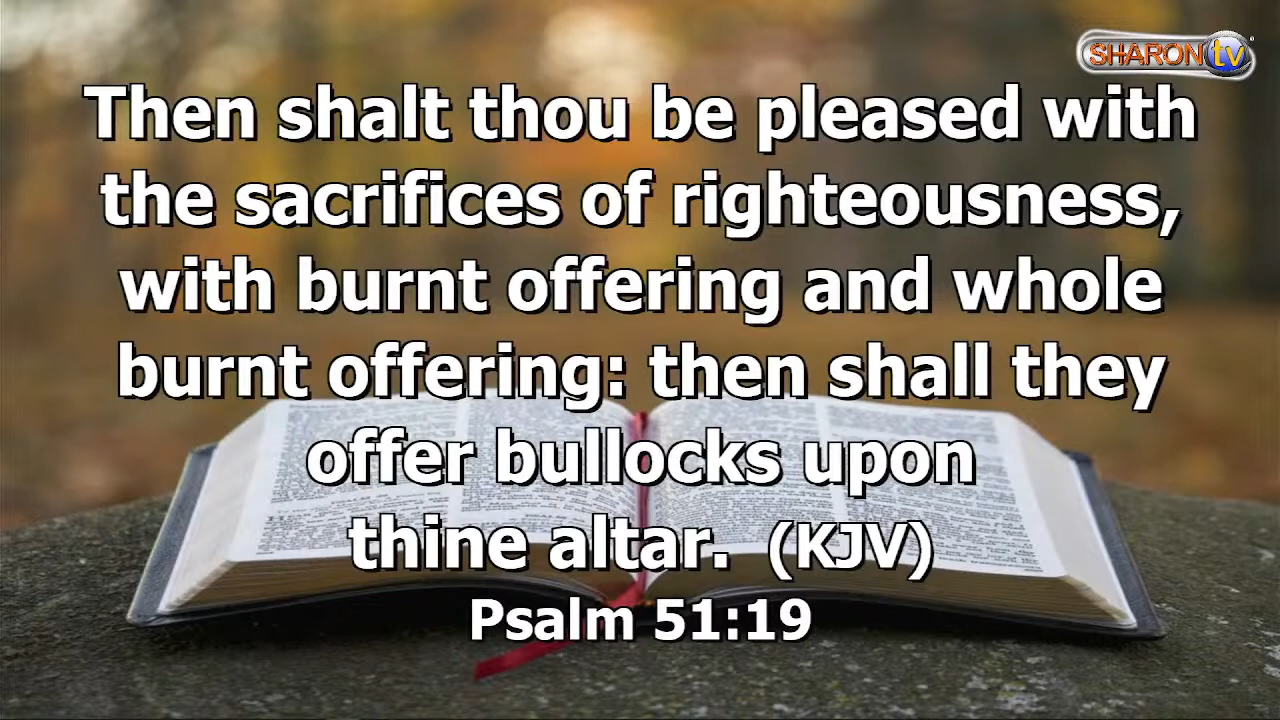 SHARON tv
Then shalt thou be pleased with
the sacrifices of righteousness,
with burnt offering and whole
burnt offering: then shall they
offer bullocks upon
thine altar. (KJV)
Psalm 51:19